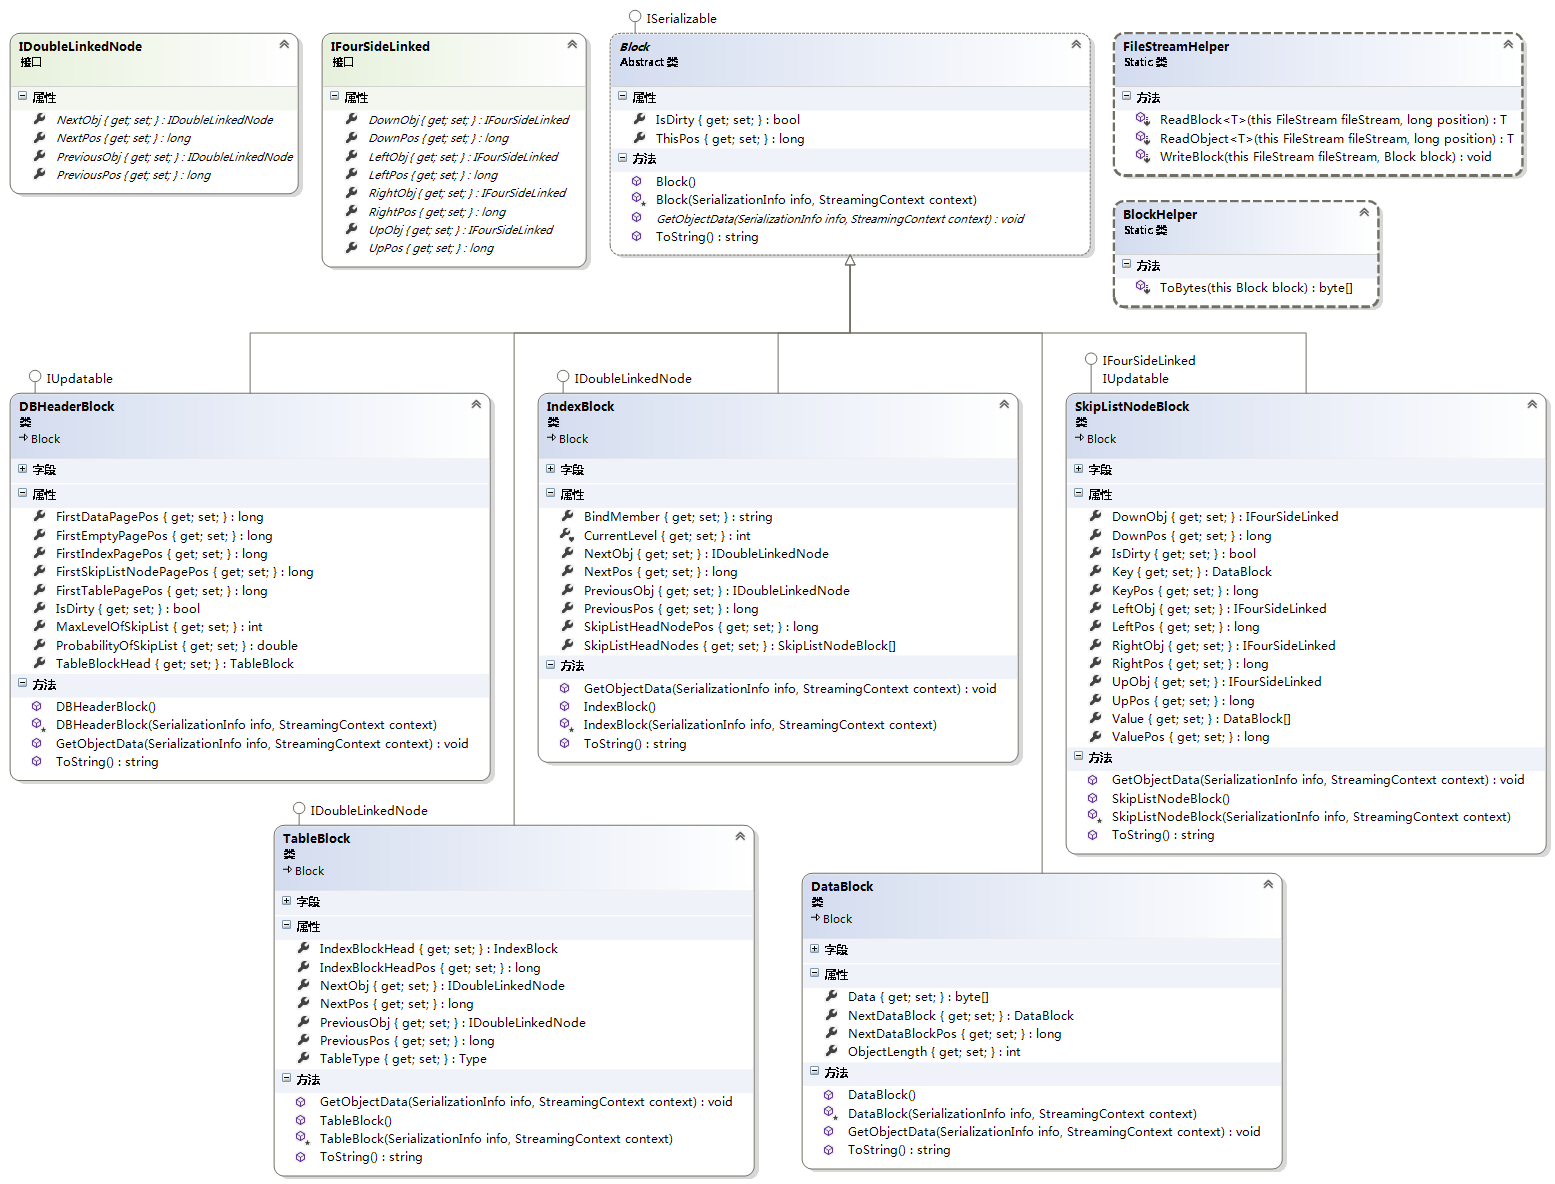 IDoubleLinkedNode
接口
属性
NextObj { get; set; } : IDoubleLinkedNode
NextPos { get; set; } : long
PreviousObj { get; set; } : IDoubleLinkedNode
PreviousPos { get; set; } : long
IFourSideLinked
接口
属性
DownObj { get; set; } : IFourSideLinked
DownPos { get; set; } : long
LeftObj { get; set; } : IFourSideLinked
LeftPos { get; set; } : long
RightObj { get; set; } : IFourSideLinked
RightPos { get; set; } : long
UpObj { get; set; } : IFourSideLinked
UpPos { get; set; } : long
ISerializable
Block
Abstract 类
属性
IsDirty { get; set; } : bool
ThisPos { get; set; } : long
方法
Block()
Block(SerializationInfo info, StreamingContext context)
GetObjectData(SerializationInfo info, StreamingContext context) : void
ToString() : string
FileStreamHelper
Static 类
方法
ReadBlock<T>(this FileStream fileStream, long position) : T
ReadObject<T>(this FileStream fileStream, long position) : T
WriteBlock(this FileStream fileStream, Block block) : void
BlockHelper
Static 类
方法
ToBytes(this Block block) : byte[]
IUpdatable
DBHeaderBlock
类
Block
字段
属性
FirstDataPagePos { get; set; } : long
FirstEmptyPagePos { get; set; } : long
FirstIndexPagePos { get; set; } : long
FirstSkipListNodePagePos { get; set; } : long
FirstTablePagePos { get; set; } : long
IsDirty { get; set; } : bool
MaxLevelOfSkipList { get; set; } : int
ProbabilityOfSkipList { get; set; } : double
TableBlockHead { get; set; } : TableBlock
方法
DBHeaderBlock()
DBHeaderBlock(SerializationInfo info, StreamingContext context)
GetObjectData(SerializationInfo info, StreamingContext context) : void
ToString() : string
IDoubleLinkedNode
IndexBlock
类
Block
字段
属性
BindMember { get; set; } : string
CurrentLevel { get; set; } : int
NextObj { get; set; } : IDoubleLinkedNode
NextPos { get; set; } : long
PreviousObj { get; set; } : IDoubleLinkedNode
PreviousPos { get; set; } : long
SkipListHeadNodePos { get; set; } : long
SkipListHeadNodes { get; set; } : SkipListNodeBlock[]
方法
GetObjectData(SerializationInfo info, StreamingContext context) : void
IndexBlock()
IndexBlock(SerializationInfo info, StreamingContext context)
ToString() : string
IFourSideLinked
IUpdatable
SkipListNodeBlock
类
Block
字段
属性
DownObj { get; set; } : IFourSideLinked
DownPos { get; set; } : long
IsDirty { get; set; } : bool
Key { get; set; } : DataBlock
KeyPos { get; set; } : long
LeftObj { get; set; } : IFourSideLinked
LeftPos { get; set; } : long
RightObj { get; set; } : IFourSideLinked
RightPos { get; set; } : long
UpObj { get; set; } : IFourSideLinked
UpPos { get; set; } : long
Value { get; set; } : DataBlock[]
ValuePos { get; set; } : long
方法
GetObjectData(SerializationInfo info, StreamingContext context) : void
SkipListNodeBlock()
SkipListNodeBlock(SerializationInfo info, StreamingContext context)
ToString() : string
IDoubleLinkedNode
TableBlock
类
Block
字段
属性
IndexBlockHead { get; set; } : IndexBlock
IndexBlockHeadPos { get; set; } : long
NextObj { get; set; } : IDoubleLinkedNode
NextPos { get; set; } : long
PreviousObj { get; set; } : IDoubleLinkedNode
PreviousPos { get; set; } : long
TableType { get; set; } : Type
方法
GetObjectData(SerializationInfo info, StreamingContext context) : void
TableBlock()
TableBlock(SerializationInfo info, StreamingContext context)
ToString() : string
DataBlock
类
Block
字段
属性
Data { get; set; } : byte[]
NextDataBlock { get; set; } : DataBlock
NextDataBlockPos { get; set; } : long
ObjectLength { get; set; } : int
方法
DataBlock()
DataBlock(SerializationInfo info, StreamingContext context)
GetObjectData(SerializationInfo info, StreamingContext context) : void
ToString() : string